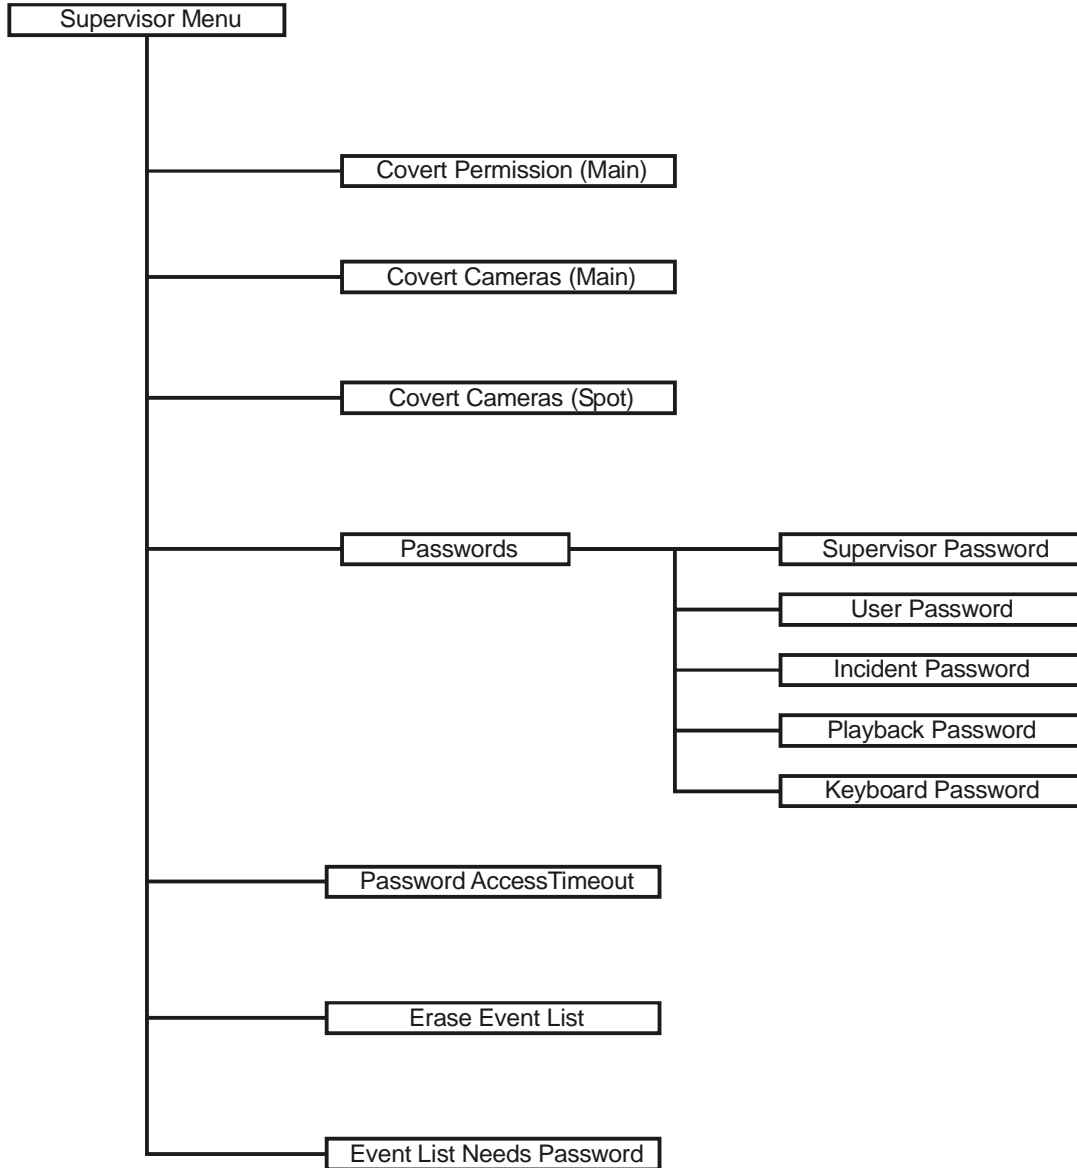 Supervisor Menu
Covert Permission (Main)
Covert Cameras (Main)
Covert Cameras (Spot)
Passwords
Supervisor Password
User Password
Incident Password
Playback Password
Keyboard Password
Password AccessTimeout
Erase Event List
Event List Needs Password